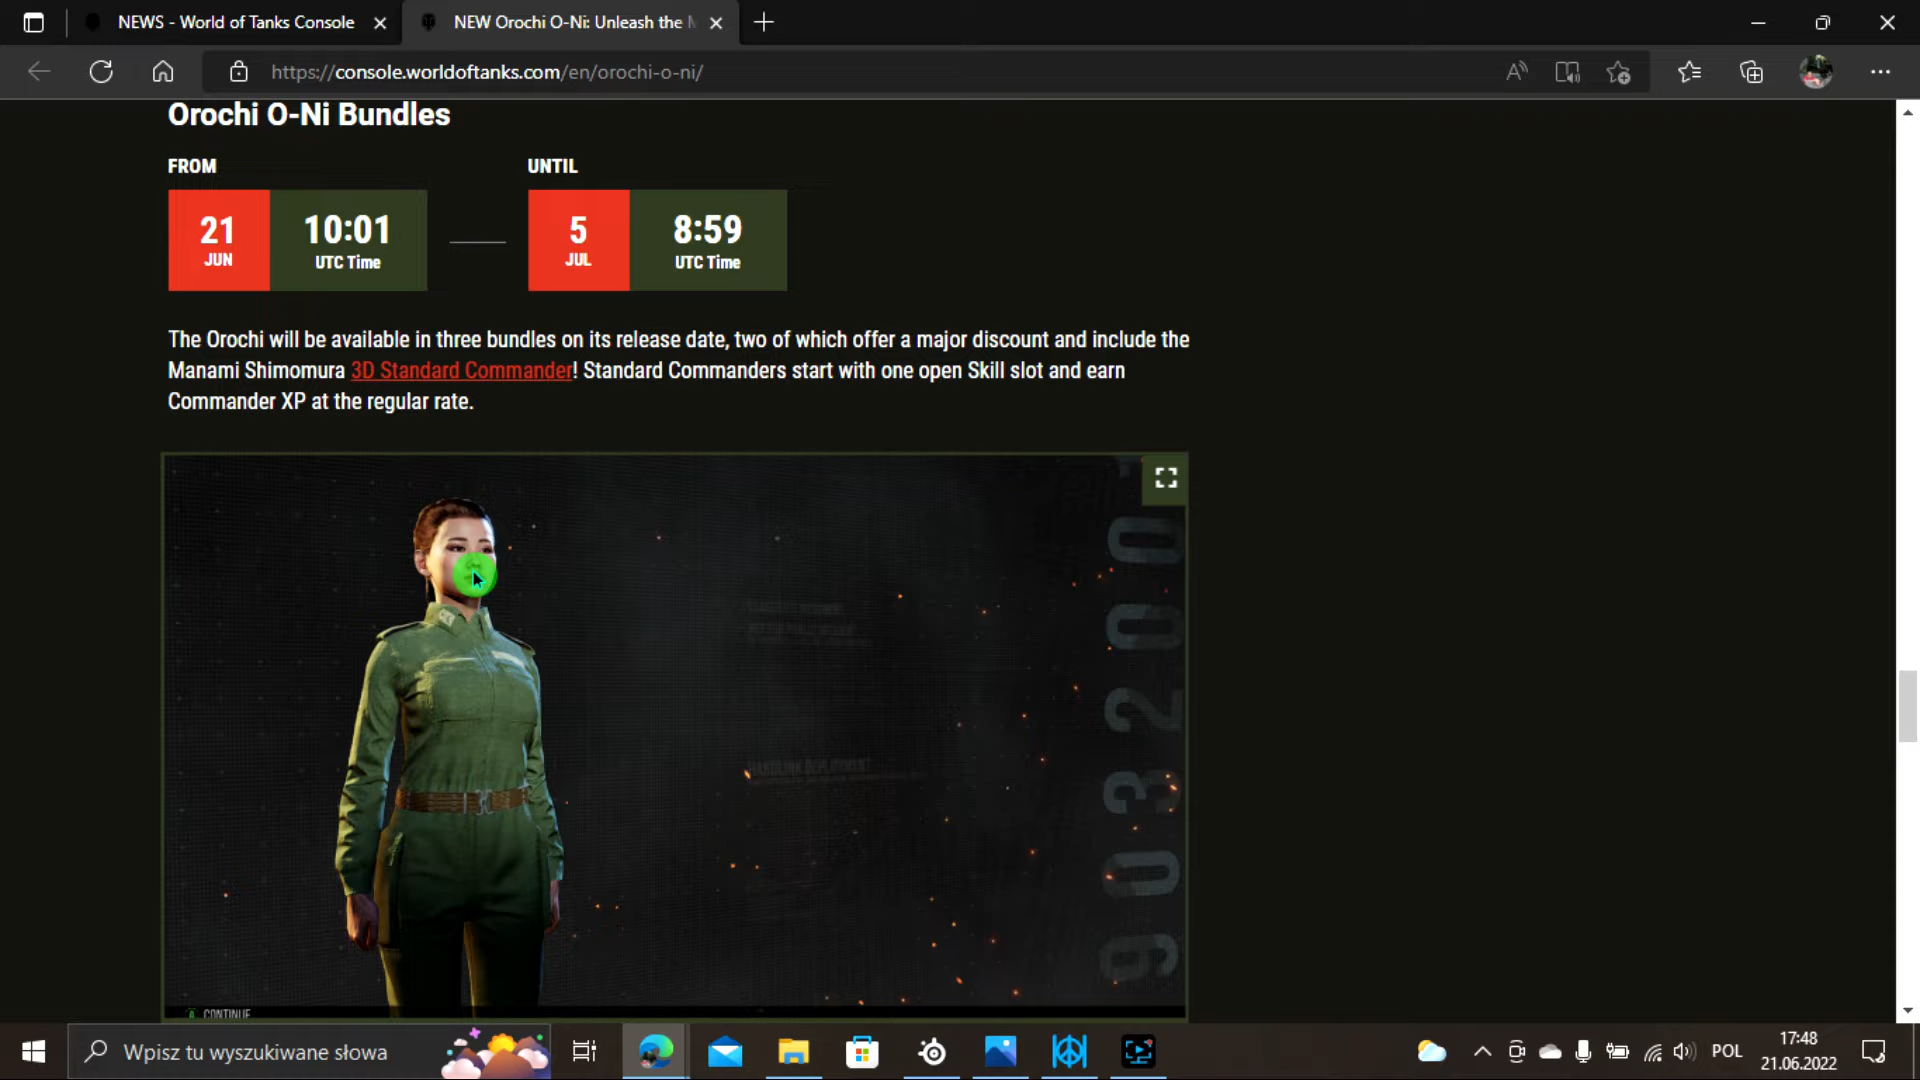 NEWS - World of Tanks Console
NEW Orochi O-Ni: Unleash the M
https://console.worldoftanks.com/en/orochi-o-ni/
Orochi O-Ni Bundles
FROM
UNTIL
21
JUN
10:01
UTC Time
5
JUL
8:59
UTC Time
The Orochi will be available in three bundles on its release date, two of which offer a major discount and include the
Manami Shimomura 3D Standard Commander! Standard Commanders start with one open Skill slot and earn
Commander XP at the regular rate.
903200
A CONTINUE
Wpisz tu wyszukiwane słowa
POL
17:48
21.06.2022